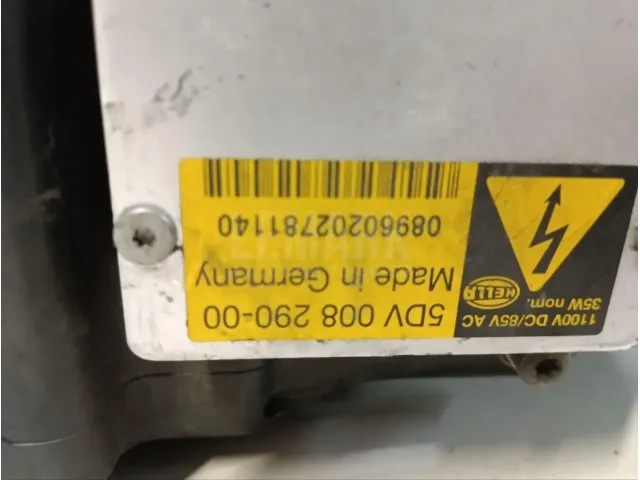 1100V DC/85V AC
35W nom.
HELLA
5DV 008 290-00
Made in Germany
08960202781140